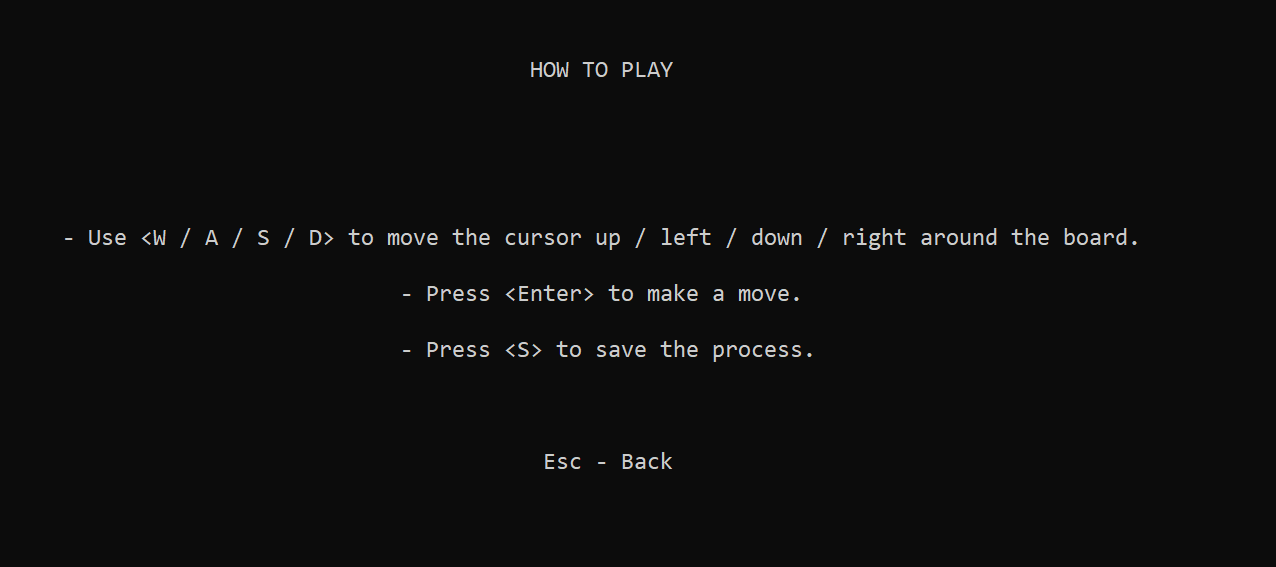 HOW TO PLAY
- Use <W / A / S / D> to move the cursor up / left / down / right around the board.
- Press <Enter> to make a move.
- Press <S> to save the process.
Esc - Back